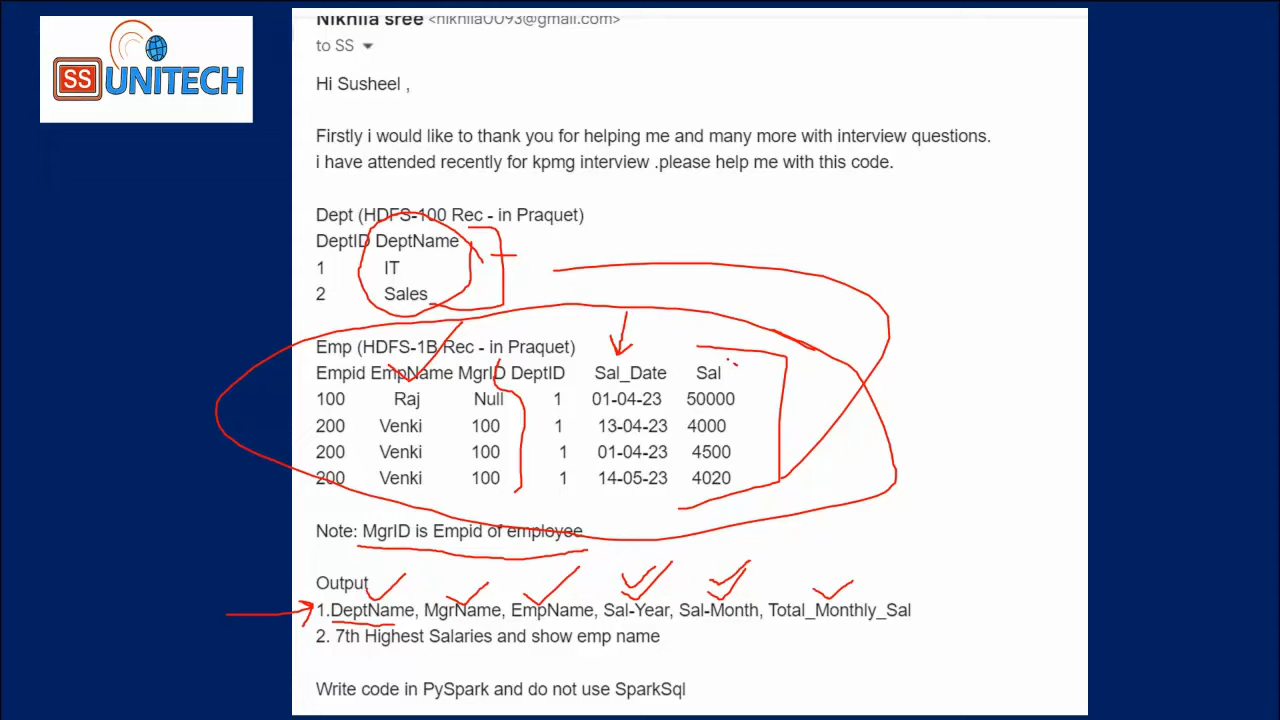 SS UNITECH
Nikhila sree <nikhila0093@gmail.com>
to SS
Hi Susheel ,
Firstly i would like to thank you for helping me and many more with interview questions.
i have attended recently for kpmg interview .please help me with this code.
Dept (HDFS-100 Rec - in Praquet)
DeptID DeptName
1 IT
2 Sales
Emp (HDFS-1B Rec - in Praquet)
Empid EmpName MgrID DeptID Sal_Date Sal
100 Raj Null 1 01-04-23 50000
200 Venki 100 1 13-04-23 4000
200 Venki 100 1 01-04-23 4500
200 Venki 100 1 14-05-23 4020
Note: MgrID is Empid of employee
Output
1.DeptName, MgrName, EmpName, Sal-Year, Sal-Month, Total_Monthly_Sal
2. 7th Highest Salaries and show emp name
Write code in PySpark and do not use SparkSql